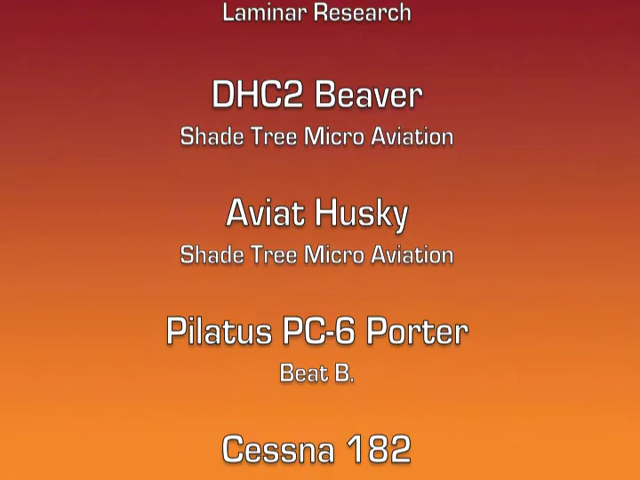 Laminar Research
DHC2 Beaver
Shade Tree Micro Aviation
Aviat Husky
Shade Tree Micro Aviation
Pilatus PC-6 Porter
Beat B.
Cessna 182